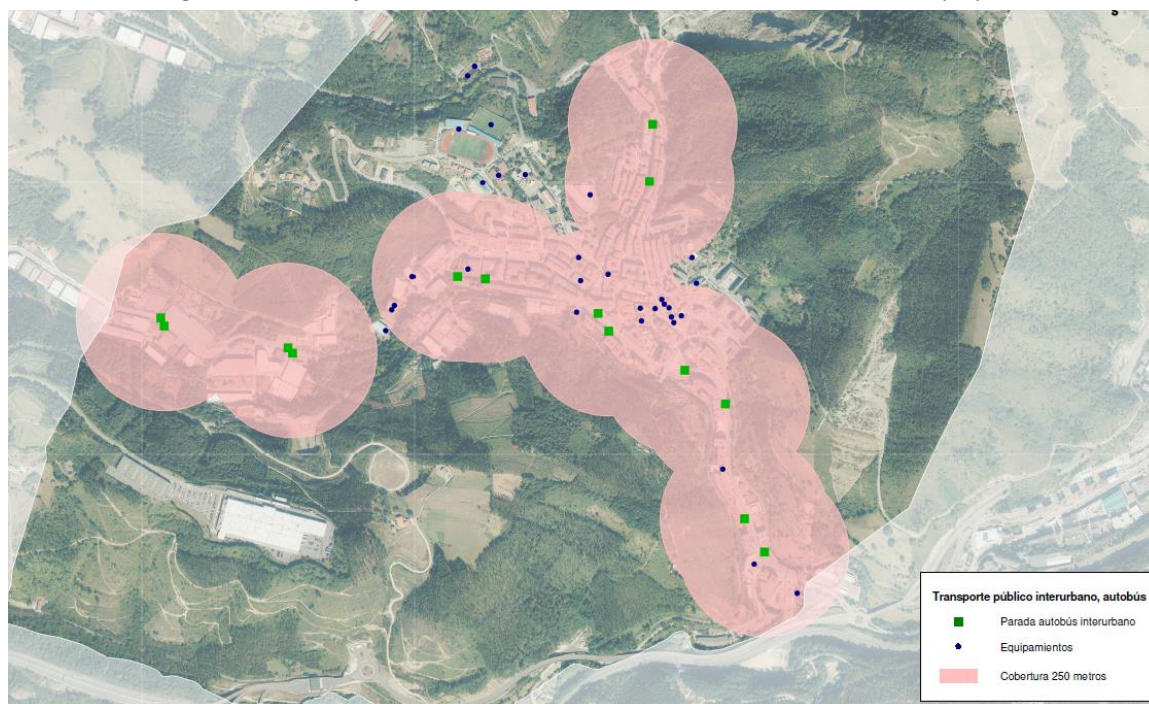 Transporte público interurbano, autobús
Parada autobús interurbano
Equipamientos
Cobertura 250 metros